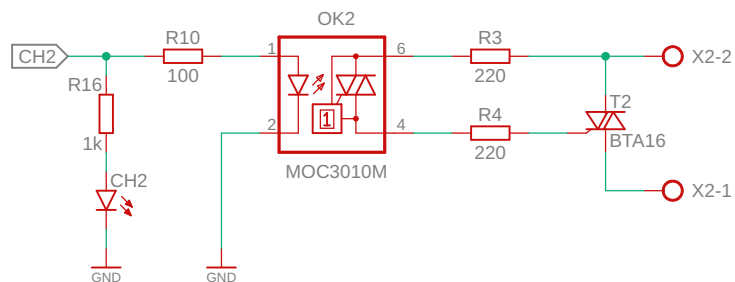 OK2
CH2
R10
100
1
6
R3
220
X2-2
R16
1k
1
2
4
R4
220
T2
BTA16
MOC3010M
CH2
X2-1
GND
GND